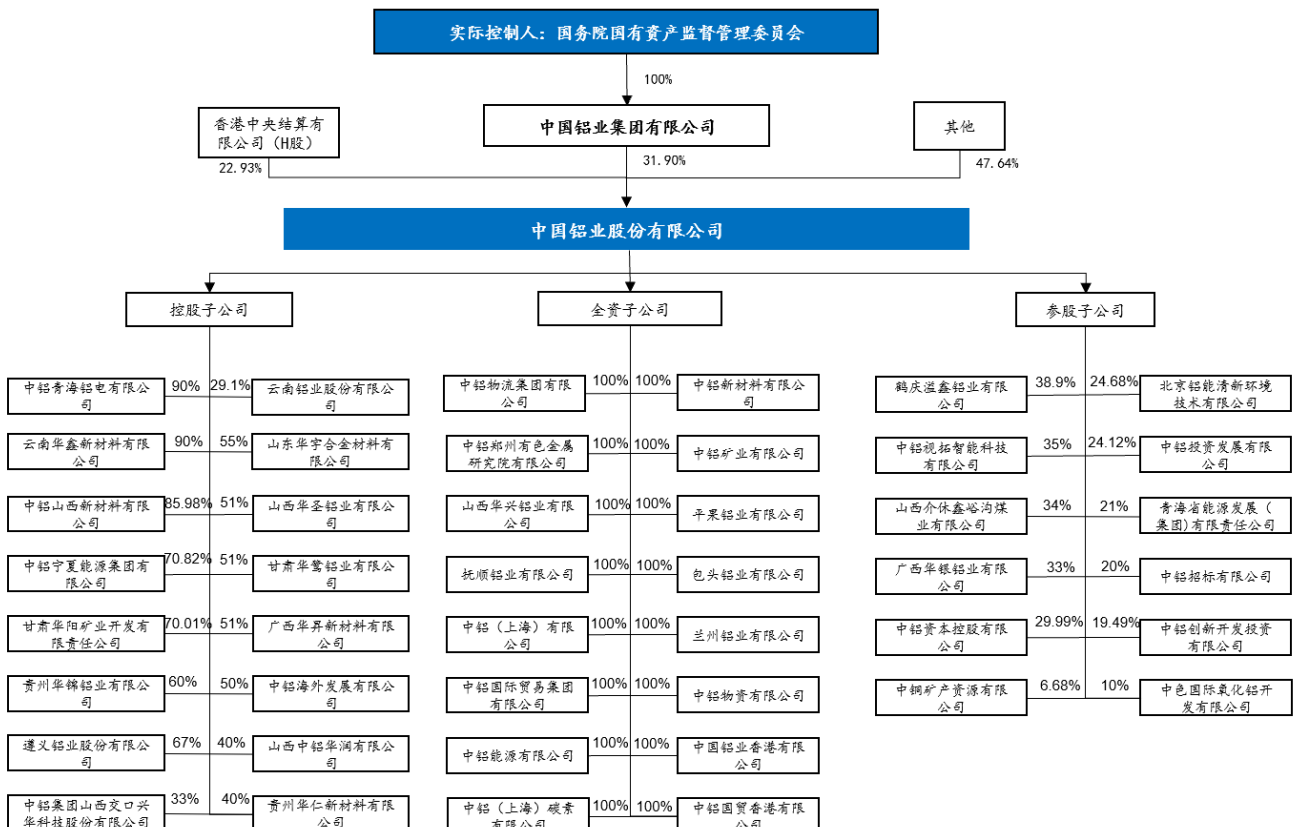 实际控制人：国务院国有资产监督管理委员会
100%
香港中央结算有
限公司（H股）
中国铝业集团有限公司
其他
22.93%
31.90%
47.64%
中国铝业股份有限公司
控股子公司
全资子公司
参股子公司
中铝青海铝电有限公
司
90%
29.1%
云南铝业股份有限公
司
云南华鑫新材料有限
公司
90%
55%
山东华宇合金材料有
限公司
中铝山西新材料有限
公司
85.98%
51%
山西华圣铝业有限公
司
中铝宁夏能源集团有
限公司
70.82%
51%
甘肃华鹭铝业有限公
司
甘肃华阳矿业开发有
限责任公司
70.01%
51%
广西华昇新材料有限
公司
贵州华锦铝业有限公
司
60%
50%
中铝海外发展有限公
司
遵义铝业股份有限公
司
67%
40%
山西中铝华润有限公
司
中铝集团山西交口兴
华科技股份有限公司
33%
40%
贵州华仁新材料有限
公司
中铝物流集团有限
公司
100%
100%
中铝新材料有限公
司
中铝郑州有色金属
研究院有限公司
100%
100%
中铝矿业有限公司
山西华兴铝业有限
公司
100%
100%
平果铝业有限公司
抚顺铝业有限公司
100%
100%
包头铝业有限公司
中铝（上海）有限
公司
100%
100%
兰州铝业有限公司
中铝国际贸易集团
有限公司
100%
100%
中铝物资有限公司
中铝能源有限公司
100%
100%
中国铝业香港有限
公司
中铝（上海）碳素
有限公司
100%
100%
中铝国贸香港有限
公司
鹤庆溢鑫铝业有限
公司
38.9%
24.68%
北京铝能清新环境
技术有限公司
中铝视拓智能科技
有限公司
35%
24.12%
中铝投资发展有限
公司
山西介休鑫峪沟煤
业有限公司
34%
21%
青海省能源发展（
集团)有限责任公司
广西华银铝业有限
公司
33%
20%
中铝招标有限公司
中铝资本控股有限
公司
29.99%
19.49%
中铝创新开发投资
有限公司
中铜矿产资源有限
公司
6.68%
10%
中色国际氧化铝开
发有限公司